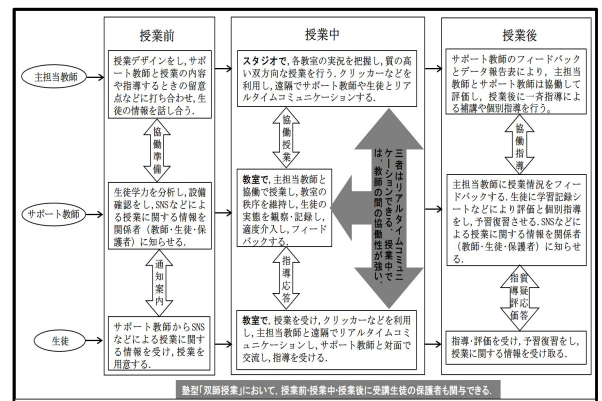 授業前
授業中
授業後
主担当教師
授業デザインをし，サポ
ート教師と授業の内容
や指導するときの留意
点などに打ち合わせ，生
徒の情報を話し合う．
スタジオで，各教室の実況を把握し，質の高
い双方向な授業を行う．クリッカーなどを
利用し，遠隔でサポート教師や生徒とリア
ルタイムコミュニケーションする．
サポート教師のフィードバック
とデータ報告表により，主担当教
師とサポート教師は協働して評
価し，授業後に一斉指導による
補講や個別指導を行う．
協働準備
協働授業
協働指導
三者はリアルタイムコミュニ
ケーションできる．授業中で
は，教師の間の協働性が強い．
サポート教師
生徒学力を分析し，設備
確認をし，SNSなどに
よる授業に関する情報
を関係者（教師・生徒・保
護者）に知らせる．
教室で，主担当教師と
協働で授業し，教室の
秩序を維持し，生徒の
実態を観察・記録し，
適度介入し，フィード
バックする．
主担当教師に授業情況をフィ
ードバックする．生徒に学習記録シ
ートなどにより評価と個別指導
をし，予習復習させる．SNSなどによ
る授業に関する情報を関係者
（教師・生徒・保護者）に知らせ
る．
通知案内
指導応答
質疑応答
指導評価
生徒
サポート教師からSNS
などによる授業に関す
る情報を受け，授業を
用意する．
教室で，授業を受け，クリッカーなどを利用
し，主担当教師と遠隔でリアルタイムコミュ
ニケーションし，サポート教師と対面で
交流し，指導を受ける．
指導・評価を受け，予習復習をし，
授業に関する情報を受け取る．
塾型「双師授業」において，授業前・授業中・授業後に受講生徒の保護者も関与できる．